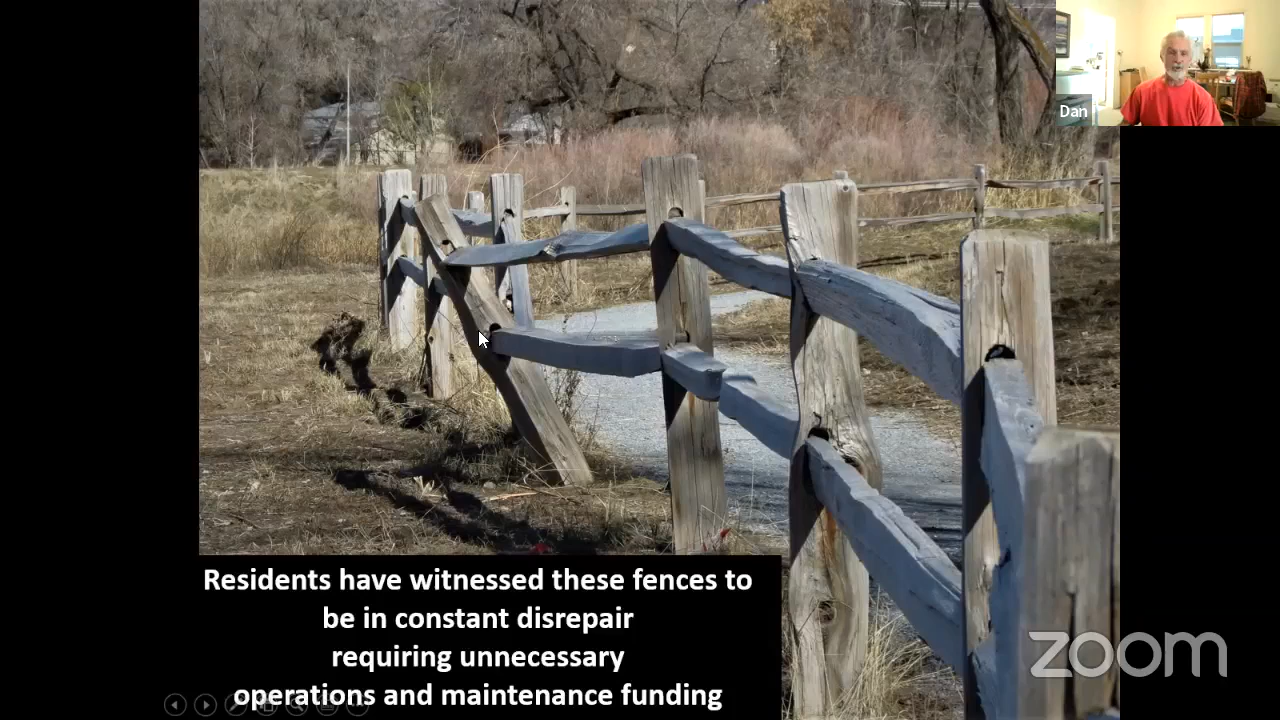 Dan
Residents have witnessed these fences to
be in constant disrepair
requiring unnecessary
operations and maintenance funding
zoom